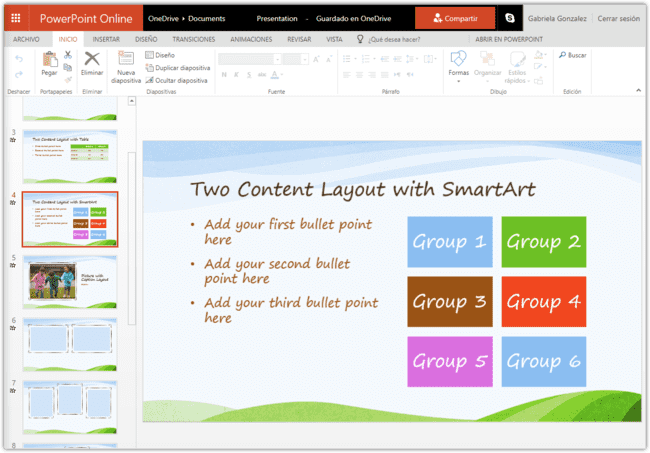 PowerPoint Online
OneDrive ▸ Documents
Presentation - Guardado en OneDrive
Compartir
Gabriela Gonzalez
Cerrar sesión
ARCHIVO INICIO INSERTAR DISEÑO TRANSICIONES ANIMACIONES REVISAR VISTA ¿Qué desea hacer? ABRIR EN POWERPOINT
Pegar
Eliminar
Nueva
diapositiva
Diseño
Duplicar diapositiva
Ocultar diapositiva
N K S
Formas
Organizar
Estilos
rápidos
Buscar
Deshacer Portapapeles Eliminar Diapositivas Fuente Párrafo Dibujo Edición
3
Two Content Layout with Table
4
Two Content Layout with SmartArt
5
Picture with
Caption Layout
6
7
8
Two Content Layout with SmartArt
• Add your first bullet point
here
• Add your second bullet
point here
• Add your third bullet point
here
Group 1 Group 2
Group 3 Group 4
Group 5 Group 6